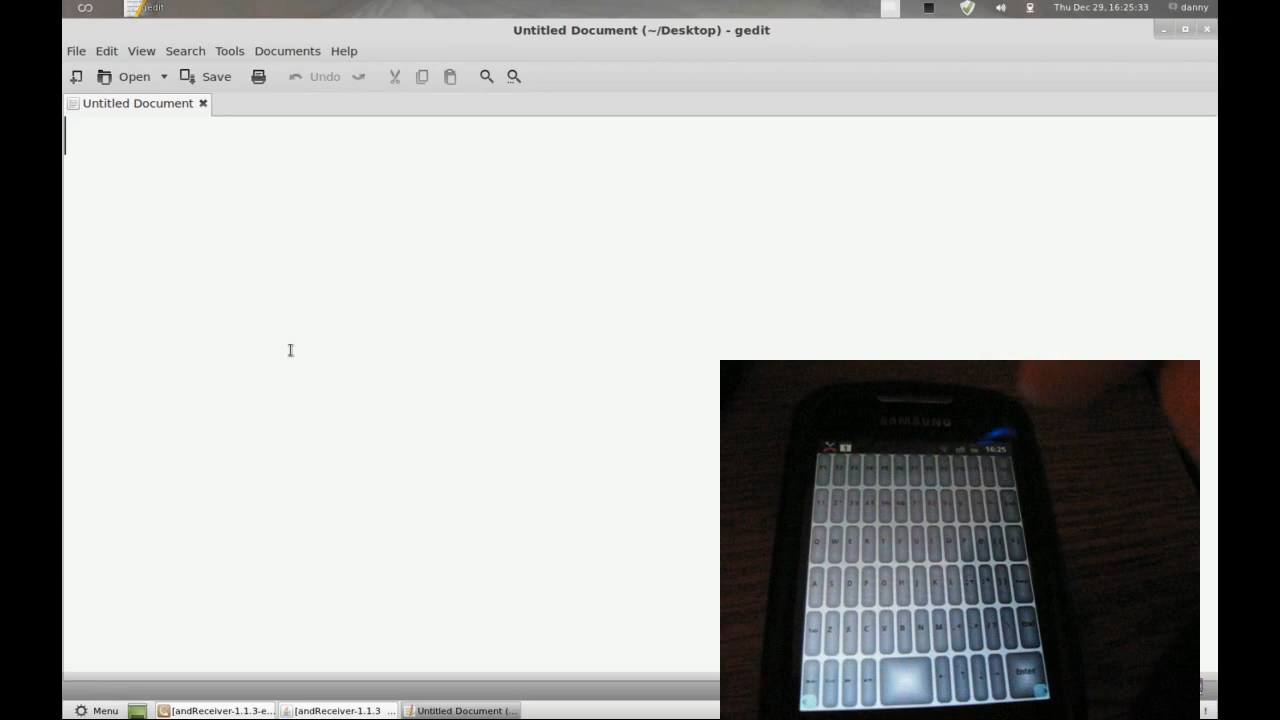 gedit Thu Dec 29, 16:25:33 danny
Untitled Document (~/Desktop) - gedit
File Edit View Search Tools Documents Help
Open Save Undo
Untitled Document
SAMSUNG
16:25
Q W E R T Y U I O P
A S D F G H J K L
Tab Z X C V B N M
Enter
Menu [andReceiver-1.1.3-e... [andReceiver-1.1.3 ... Untitled Document (... !